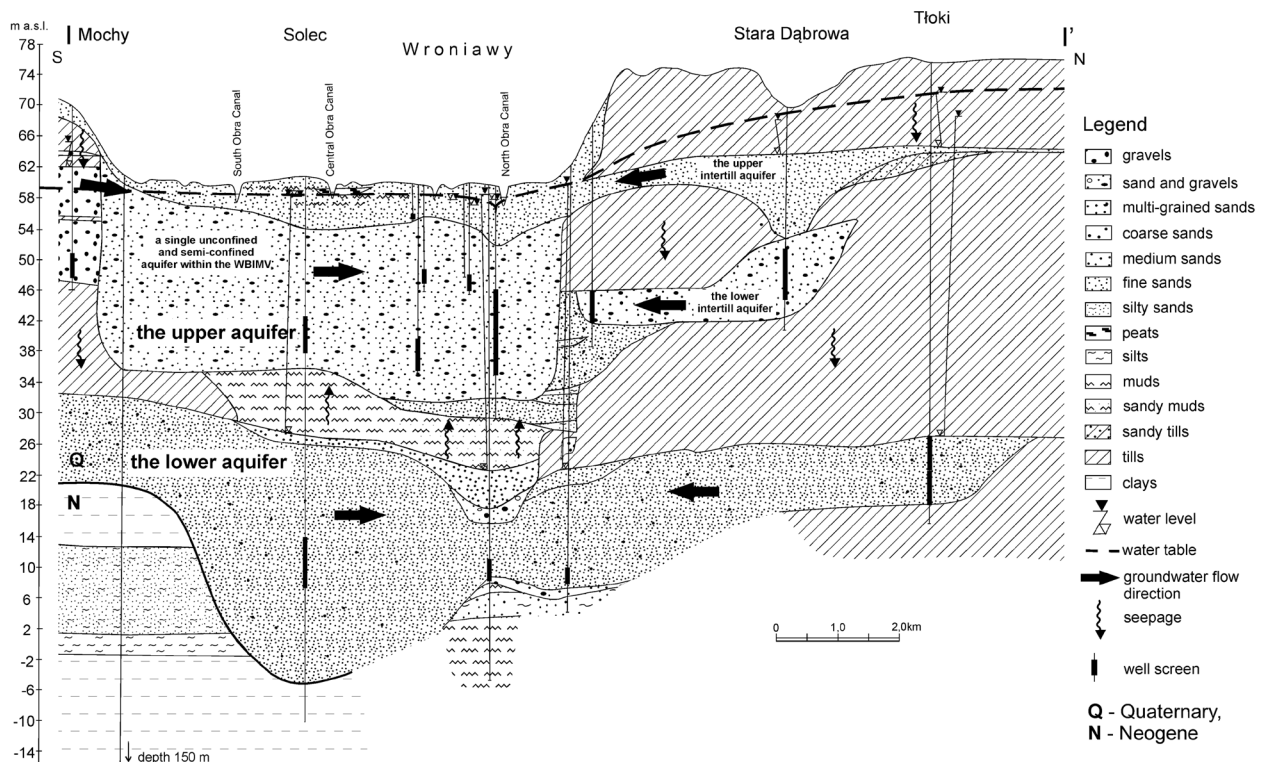 m a.s.l.
I Mochy
Solec
Wroniawy
Stara Dąbrowa
Tłoki
I'
S
N
78
74
70
66
62
58
54
50
46
42
38
34
30
26
22
18
14
10
6
2
-2
-6
-10
-14
South Obra Canal
Central Obra Canal
North Obra Canal
the upper
intertill aquifer
a single unconfined
and semi-confined
aquifer within the WBIMV
the lower
intertill aquifer
the upper aquifer
Q
the lower aquifer
N
0 1,0 2,0km
depth 150 m
Legend
gravels
sand and gravels
multi-grained sands
coarse sands
medium sands
fine sands
silty sands
peats
silts
muds
sandy muds
sandy tills
tills
clays
water level
water table
groundwater flow
direction
seepage
well screen
Q - Quaternary,
N - Neogene